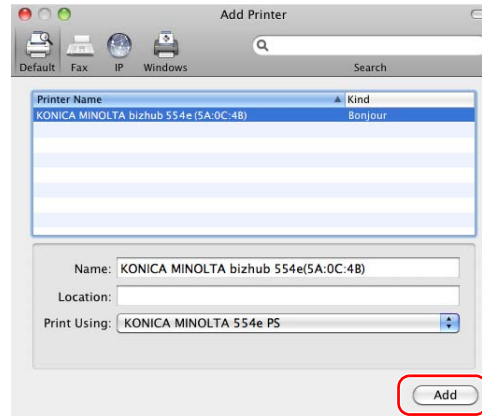 Add Printer
Default Fax IP Windows Search
Printer Name Kind
KONICA MINOLTA bizhub 554e (5A:0C:4B) Bonjour
Name: KONICA MINOLTA bizhub 554e(5A:0C:4B)
Location:
Print Using: KONICA MINOLTA 554e PS
Add